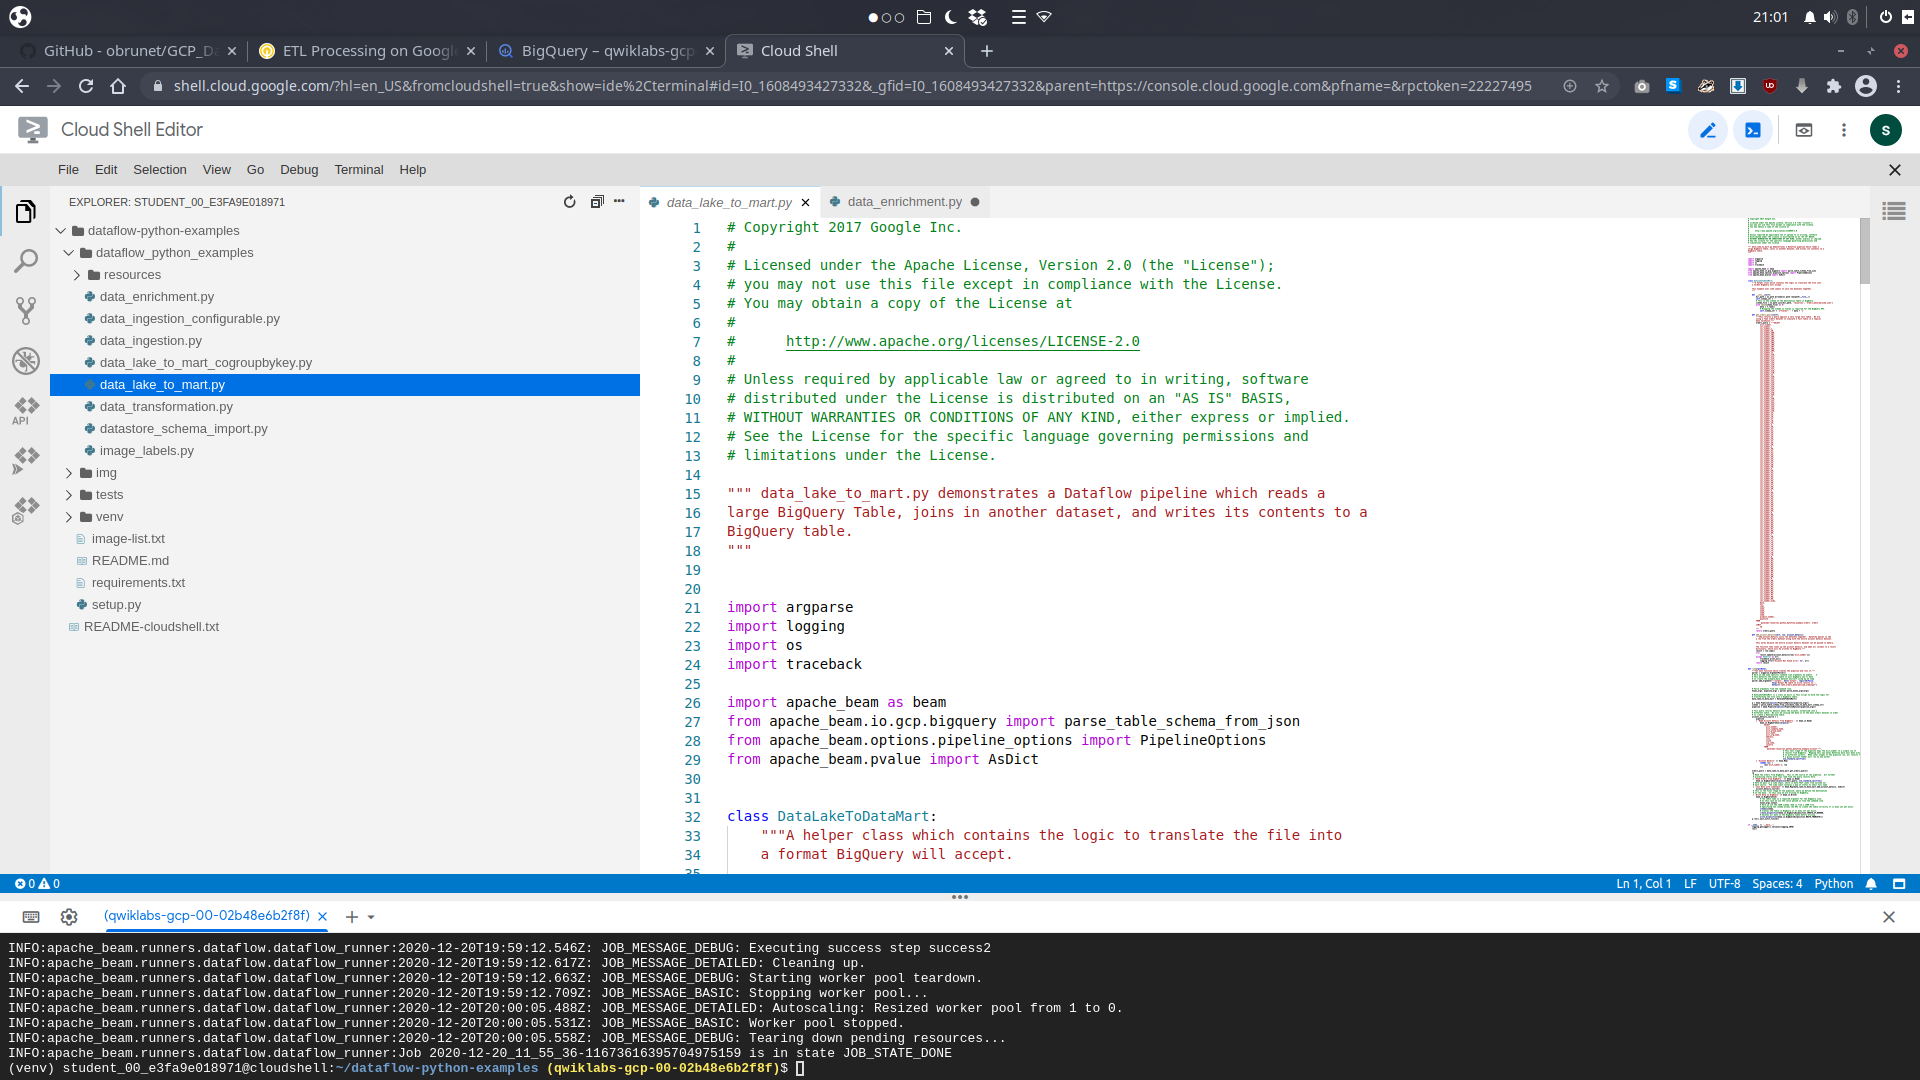 21:01
GitHub - obrunet/GCP_Da
ETL Processing on Google
BigQuery – qwiklabs-gcp
Cloud Shell
shell.cloud.google.com/?hl=en_US&fromcloudshell=true&show=ide%2Cterminal#id=I0_1608493427332&_gfid=I0_1608493427332&parent=https://console.cloud.google.com&pfname=&rpctoken=22227495
Cloud Shell Editor
S
File Edit Selection View Go Debug Terminal Help
EXPLORER: STUDENT_00_E3FA9E018971
dataflow-python-examples
dataflow_python_examples
resources
data_enrichment.py
data_ingestion_configurable.py
data_ingestion.py
data_lake_to_mart_cogroupbykey.py
data_lake_to_mart.py
data_transformation.py
datastore_schema_import.py
image_labels.py
img
tests
venv
image-list.txt
README.md
requirements.txt
setup.py
README-cloudshell.txt
API
data_lake_to_mart.py
data_enrichment.py
1 # Copyright 2017 Google Inc.
2 #
3 # Licensed under the Apache License, Version 2.0 (the "License");
4 # you may not use this file except in compliance with the License.
5 # You may obtain a copy of the License at
6 #
7 #      http://www.apache.org/licenses/LICENSE-2.0
8 #
9 # Unless required by applicable law or agreed to in writing, software
10 # distributed under the License is distributed on an "AS IS" BASIS,
11 # WITHOUT WARRANTIES OR CONDITIONS OF ANY KIND, either express or implied.
12 # See the License for the specific language governing permissions and
13 # limitations under the License.
14
15 """ data_lake_to_mart.py demonstrates a Dataflow pipeline which reads a
16 large BigQuery Table, joins in another dataset, and writes its contents to a
17 BigQuery table.
18 """
19
20
21 import argparse
22 import logging
23 import os
24 import traceback
25
26 import apache_beam as beam
27 from apache_beam.io.gcp.bigquery import parse_table_schema_from_json
28 from apache_beam.options.pipeline_options import PipelineOptions
29 from apache_beam.pvalue import AsDict
30
31
32 class DataLakeToDataMart:
33     """A helper class which contains the logic to translate the file into
34     a format BigQuery will accept.
35
0 0
Ln 1, Col 1 LF UTF-8 Spaces: 4 Python
(qwiklabs-gcp-00-02b48e6b2f8f)
INFO:apache_beam.runners.dataflow.dataflow_runner:2020-12-20T19:59:12.546Z: JOB_MESSAGE_DEBUG: Executing success step success2
INFO:apache_beam.runners.dataflow.dataflow_runner:2020-12-20T19:59:12.617Z: JOB_MESSAGE_DETAILED: Cleaning up.
INFO:apache_beam.runners.dataflow.dataflow_runner:2020-12-20T19:59:12.663Z: JOB_MESSAGE_DEBUG: Starting worker pool teardown.
INFO:apache_beam.runners.dataflow.dataflow_runner:2020-12-20T19:59:12.709Z: JOB_MESSAGE_BASIC: Stopping worker pool...
INFO:apache_beam.runners.dataflow.dataflow_runner:2020-12-20T20:00:05.488Z: JOB_MESSAGE_DETAILED: Autoscaling: Resized worker pool from 1 to 0.
INFO:apache_beam.runners.dataflow.dataflow_runner:2020-12-20T20:00:05.531Z: JOB_MESSAGE_BASIC: Worker pool stopped.
INFO:apache_beam.runners.dataflow.dataflow_runner:2020-12-20T20:00:05.558Z: JOB_MESSAGE_DEBUG: Tearing down pending resources...
INFO:apache_beam.runners.dataflow.dataflow_runner:Job 2020-12-20_11_55_36-11673616395704975159 is in state JOB_STATE_DONE
(venv) student_00_e3fa9e018971@cloudshell:~/dataflow-python-examples (qwiklabs-gcp-00-02b48e6b2f8f)$